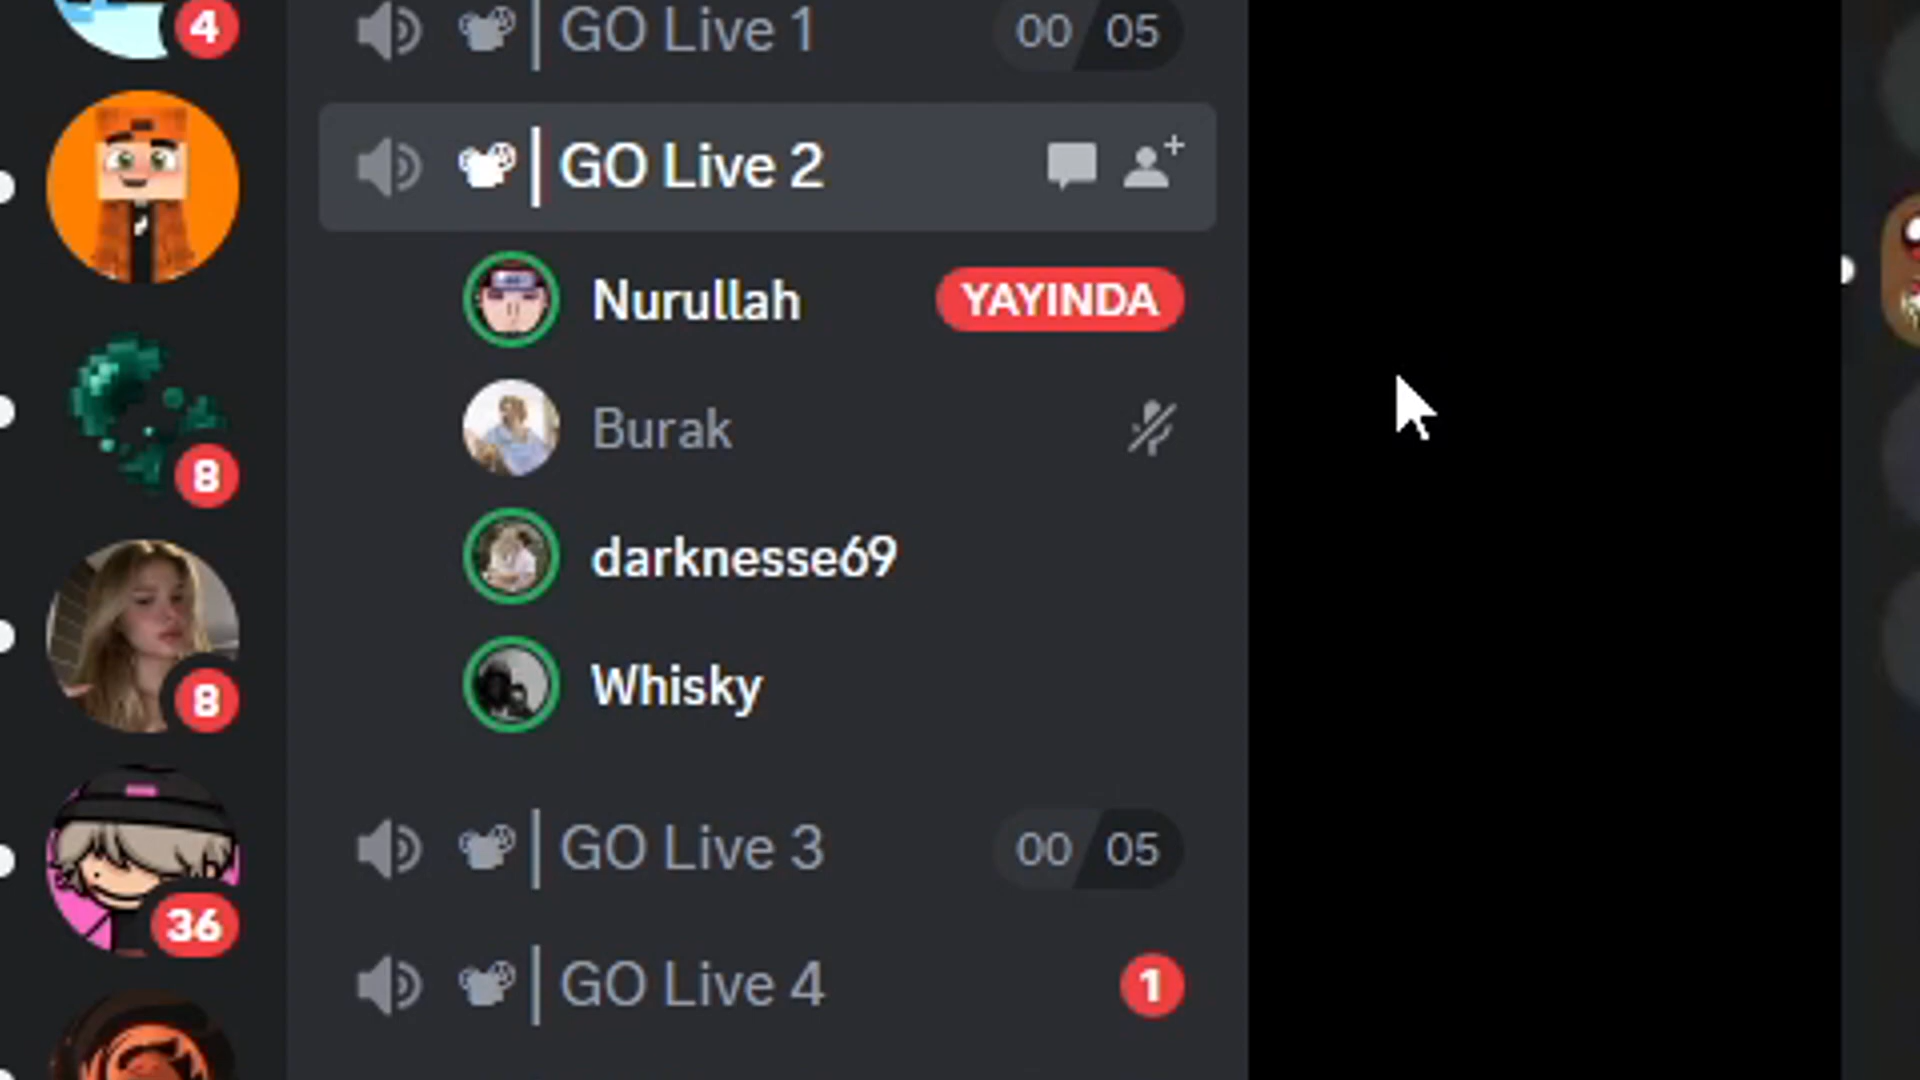 4
GO Live 1 00 05
GO Live 2
Nurullah YAYINDA
Burak
8
darknesse69
Whisky
8
GO Live 3 00 05
36
GO Live 4 1